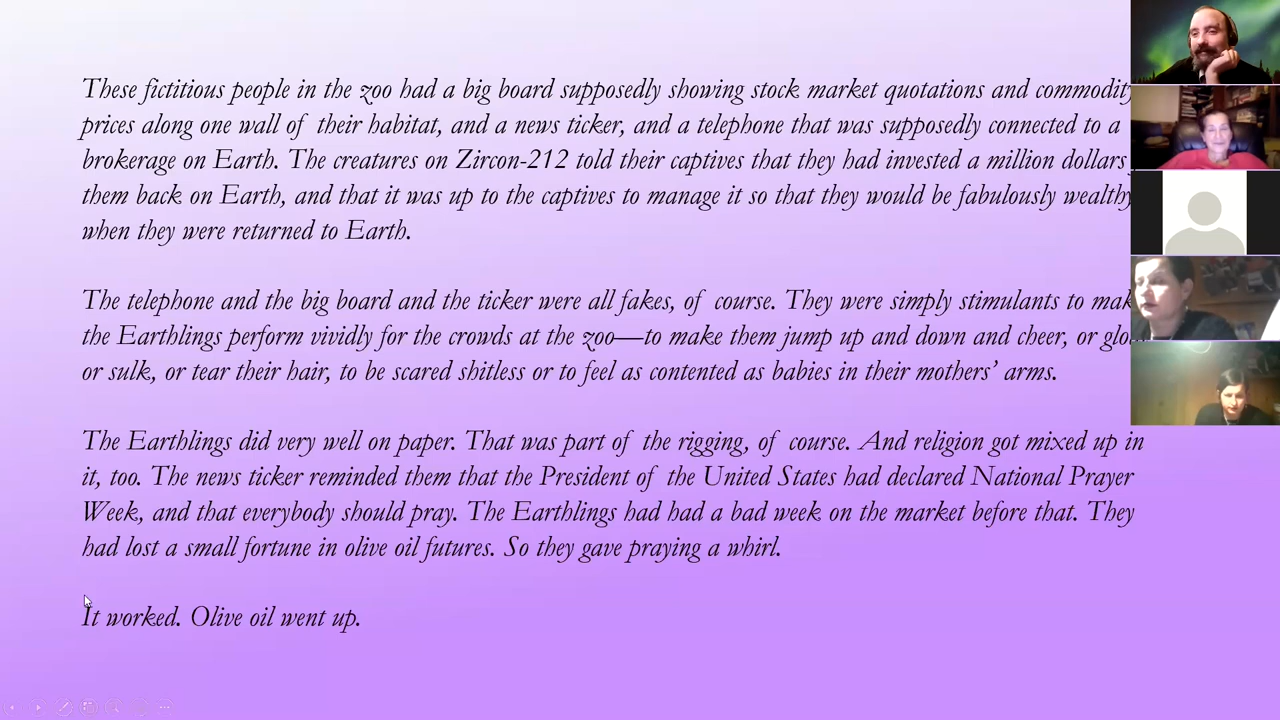 These fictitious people in the zoo had a big board supposedly showing stock market quotations and commodity
prices along one wall of their habitat, and a news ticker, and a telephone that was supposedly connected to a
brokerage on Earth. The creatures on Zircon-212 told their captives that they had invested a million dollars
them back on Earth, and that it was up to the captives to manage it so that they would be fabulously wealthy
when they were returned to Earth.
The telephone and the big board and the ticker were all fakes, of course. They were simply stimulants to
the Earthlings perform vividly for the crowds at the zoo—to make them jump up and down and cheer, or
or sulk, or tear their hair, to be scared shitless or to feel as contented as babies in their mothers' arms.
The Earthlings did very well on paper. That was part of the rigging, of course. And religion got mixed up in
it, too. The news ticker reminded them that the President of the United States had declared National Prayer
Week, and that everybody should pray. The Earthlings had had a bad week on the market before that. They
had lost a small fortune in olive oil futures. So they gave praying a whirl.
It worked. Olive oil went up.